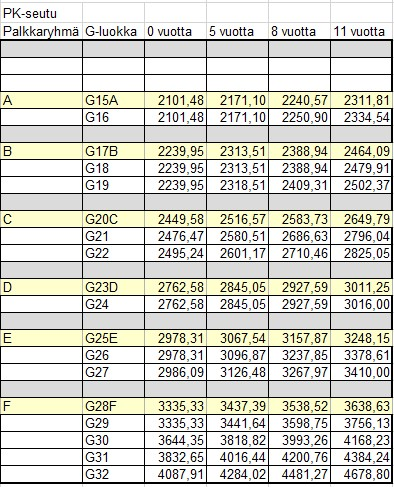 PK-seutu
Palkkaryhmä G-luokka 0 vuotta 5 vuotta 8 vuotta 11 vuotta
A G15A 2101,48 2171,10 2240,57 2311,81
G16 2101,48 2171,10 2250,90 2334,54
B G17B 2239,95 2313,51 2388,94 2464,09
G18 2239,95 2313,51 2388,94 2479,91
G19 2239,95 2318,51 2409,31 2502,37
C G20C 2449,58 2516,57 2583,73 2649,79
G21 2476,47 2580,51 2686,63 2796,04
G22 2495,24 2601,17 2710,46 2825,05
D G23D 2762,58 2845,05 2927,59 3011,25
G24 2762,58 2845,05 2927,59 3016,00
E G25E 2978,31 3067,54 3157,87 3248,15
G26 2978,31 3096,87 3237,85 3378,61
G27 2986,09 3126,48 3267,97 3410,00
F G28F 3335,33 3437,39 3538,52 3638,63
G29 3335,33 3441,64 3598,75 3756,13
G30 3644,35 3818,82 3993,26 4168,23
G31 3832,65 4016,44 4200,76 4384,24
G32 4087,91 4284,02 4481,27 4678,80